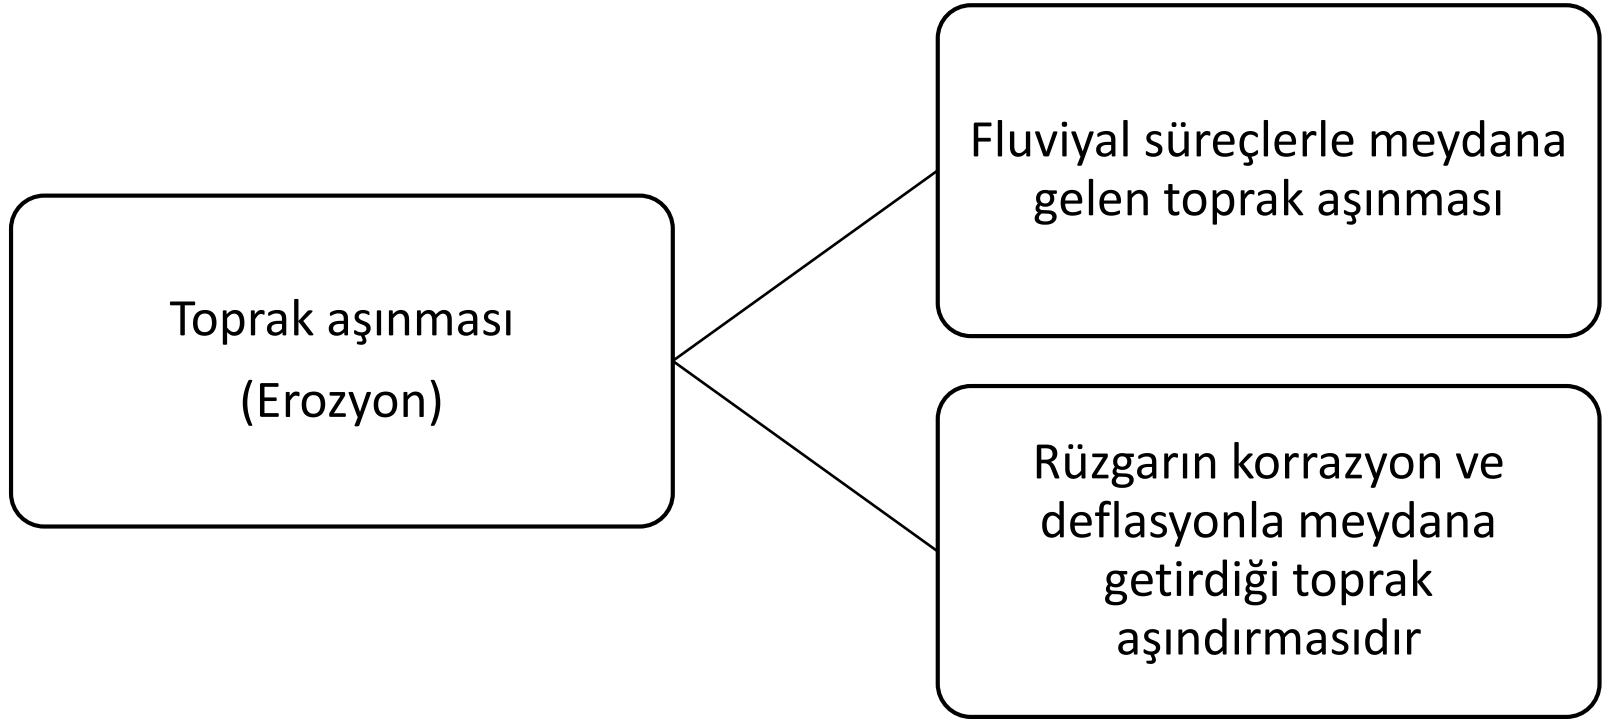 Toprak aşınması
(Erozyon)
Fluviyal süreçlerle meydana
gelen toprak aşınması
Rüzgarın korrazyon ve
deflasyonla meydana
getirdiği toprak
aşındırmasıdır